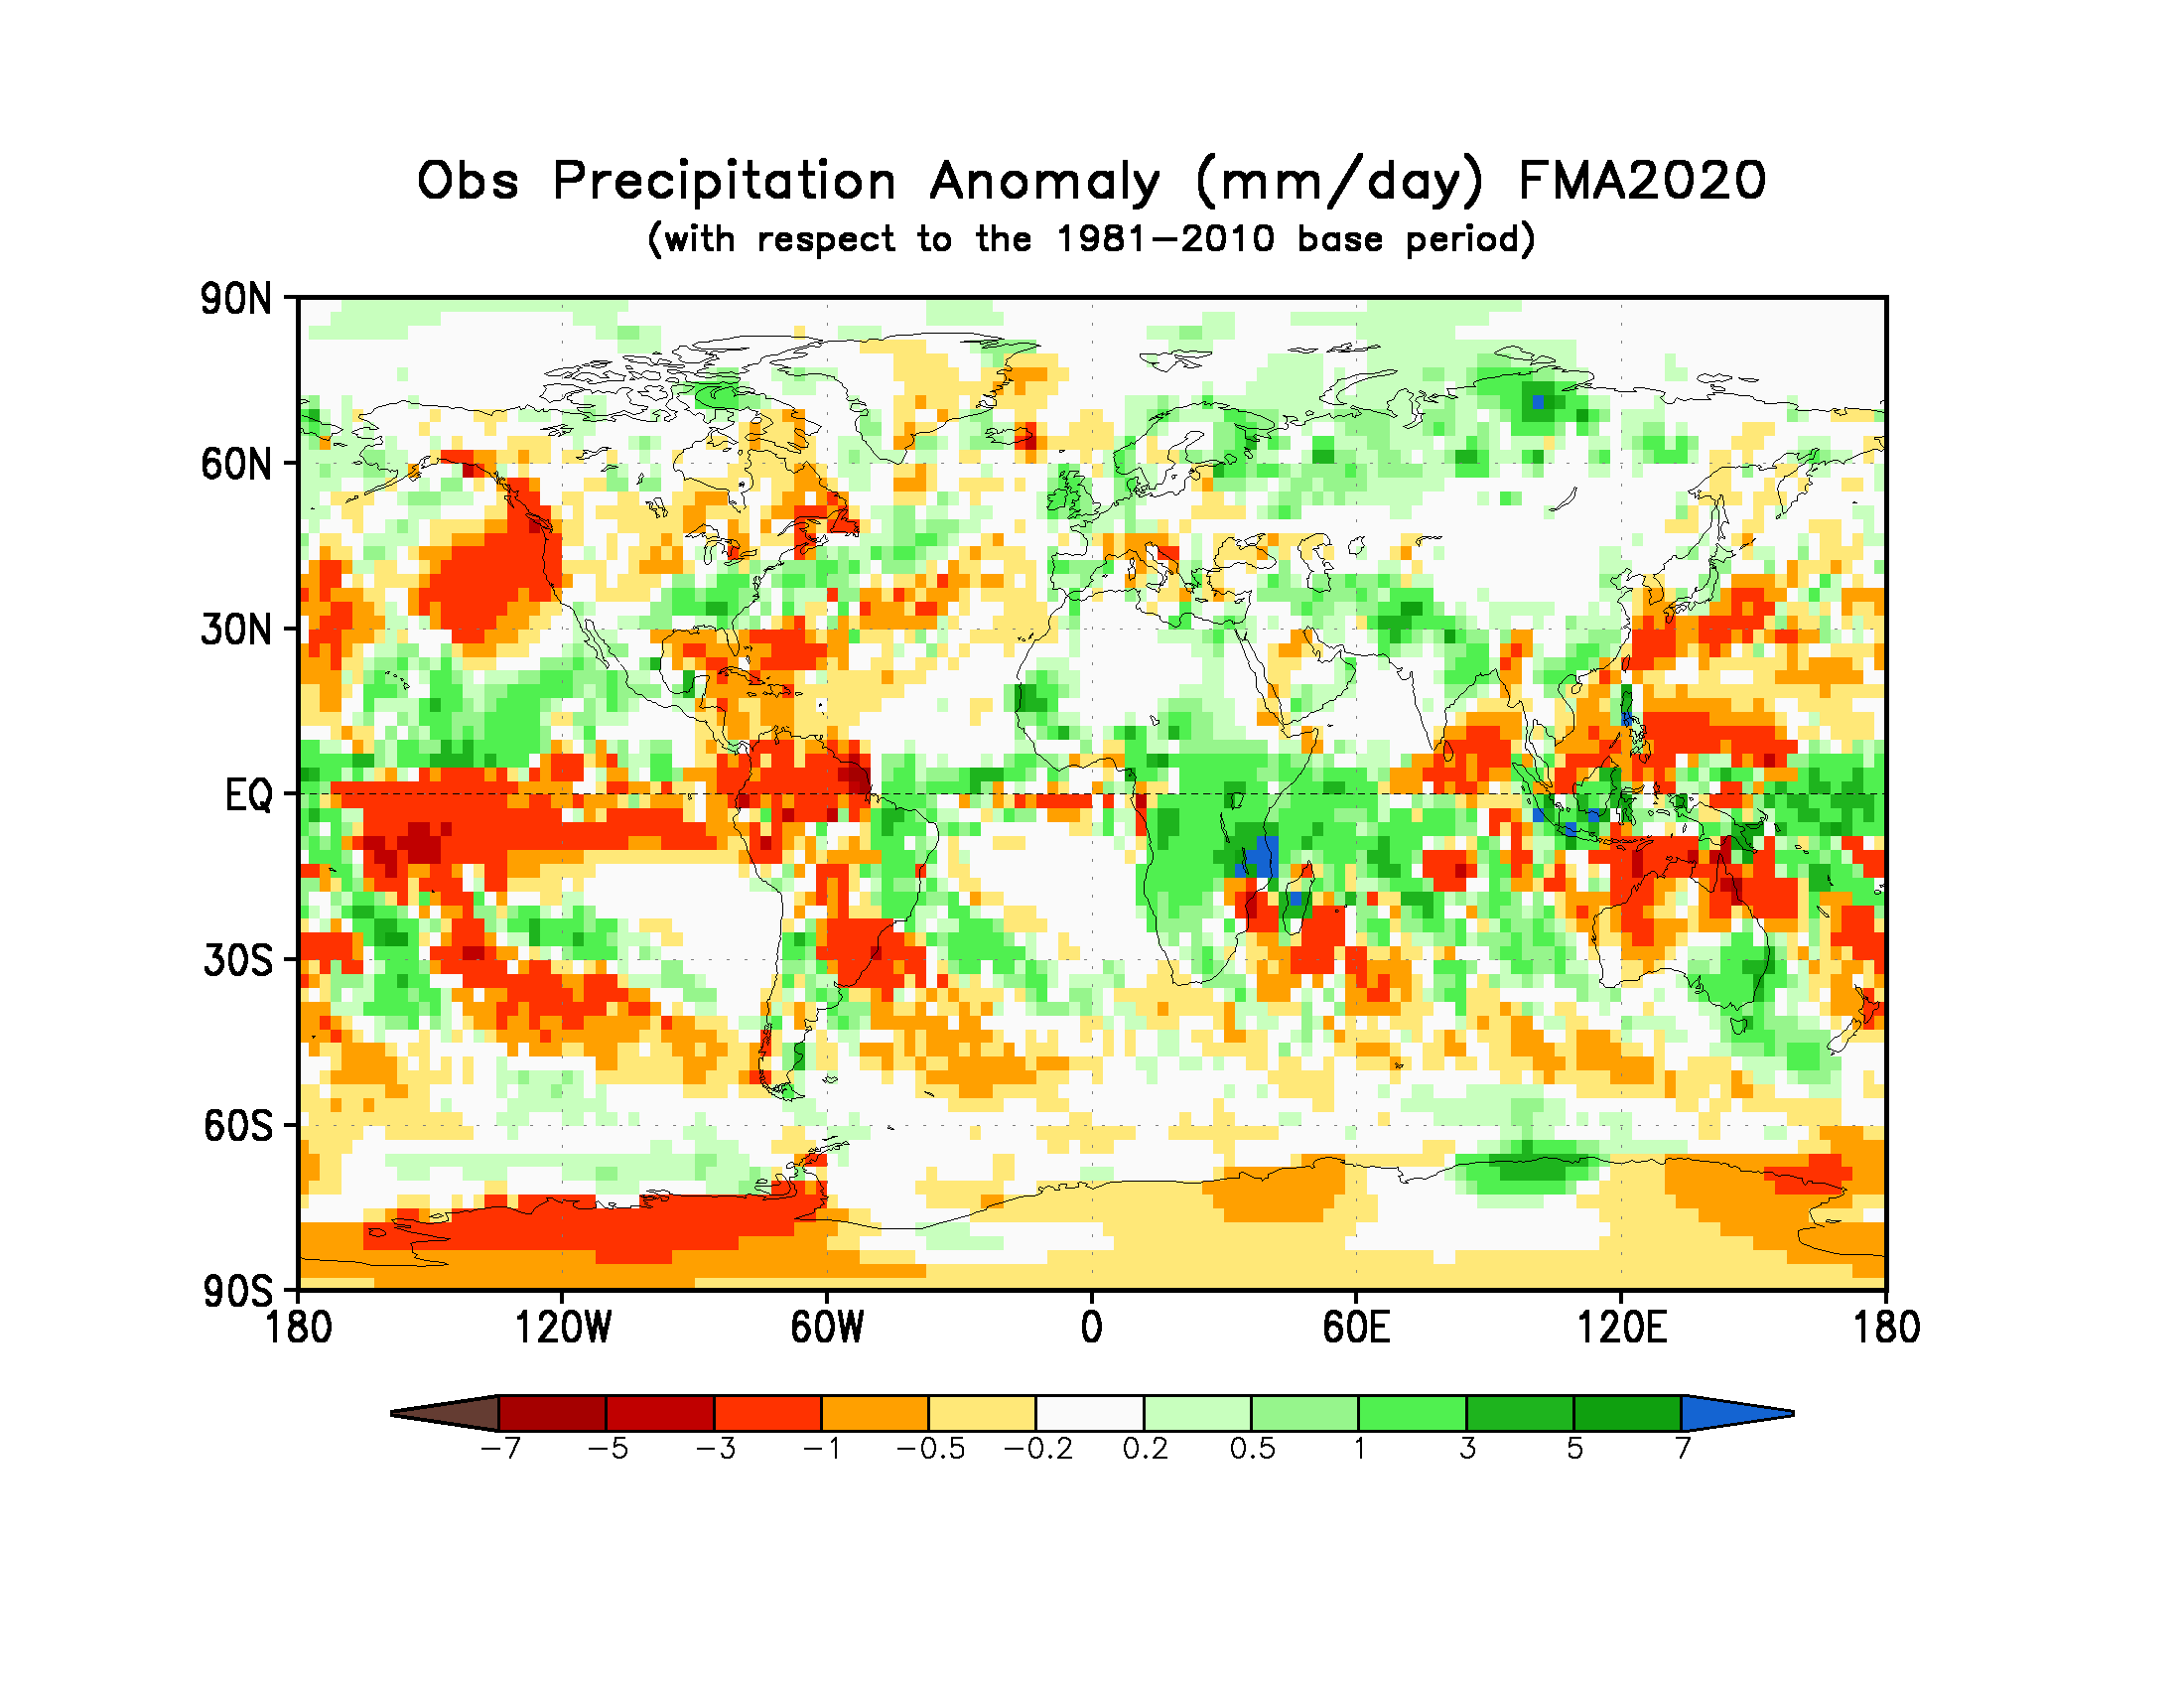 Obs Precipitation Anomaly (mm/day) FMA2020
(with respect to the 1981−2010 base period)
90N
60N
30N
EQ
30S
60S
90S
180 120W 60W 0 60E 120E 180
−7 −5 −3 −1 −0.5 −0.2 0.2 0.5 1 3 5 7